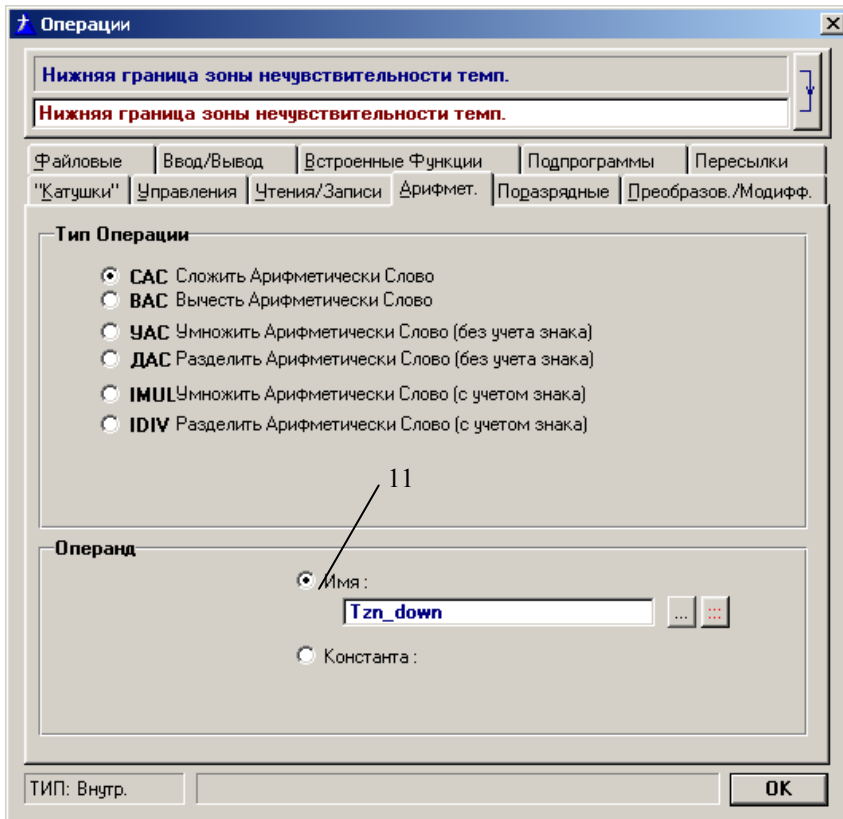 Операции
Нижняя граница зоны нечувствительности темп.
Нижняя граница зоны нечувствительности темп.
Файловые Ввод/Вывод Встроенные Функции Подпрограммы Пересылки
"Катушки" Управления Чтения/Записи Арифмет. Поразрядные Преобразов./Модифф.
Тип Операции
САС Сложить Арифметически Слово
ВАС Вычесть Арифметически Слово
УАС Умножить Арифметически Слово (без учета знака)
ДАС Разделить Арифметически Слово (без учета знака)
IMUL Умножить Арифметически Слово (с учетом знака)
IDIV Разделить Арифметически Слово (с учетом знака)
11
Операнд
Имя :
Tzn_down ... :::
Константа :
ТИП: Внутр. OK